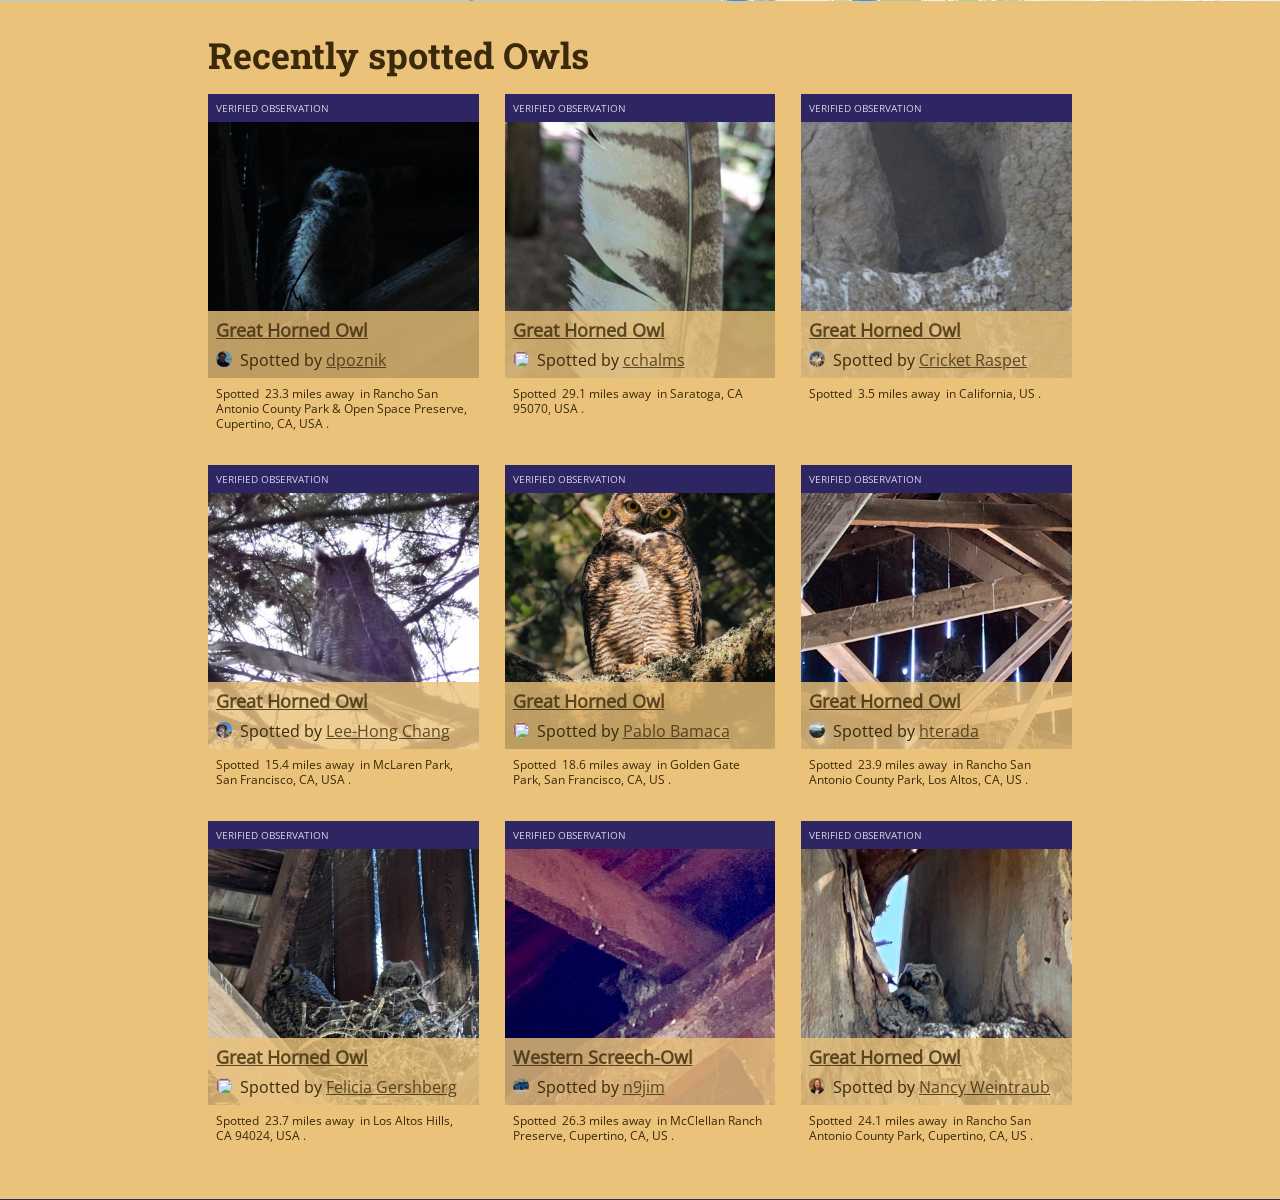 Recently spotted Owls
VERIFIED OBSERVATION
Great Horned Owl
Spotted by dpoznik
Spotted 23.3 miles away in Rancho San
Antonio County Park & Open Space Preserve,
Cupertino, CA, USA .
VERIFIED OBSERVATION
Great Horned Owl
Spotted by cchalms
Spotted 29.1 miles away in Saratoga, CA
95070, USA .
VERIFIED OBSERVATION
Great Horned Owl
Spotted by Cricket Raspet
Spotted 3.5 miles away in California, US .
VERIFIED OBSERVATION
Great Horned Owl
Spotted by Lee-Hong Chang
Spotted 15.4 miles away in McLaren Park,
San Francisco, CA, USA .
VERIFIED OBSERVATION
Great Horned Owl
Spotted by Pablo Bamaca
Spotted 18.6 miles away in Golden Gate
Park, San Francisco, CA, US .
VERIFIED OBSERVATION
Great Horned Owl
Spotted by hterada
Spotted 23.9 miles away in Rancho San
Antonio County Park, Los Altos, CA, US .
VERIFIED OBSERVATION
Great Horned Owl
Spotted by Felicia Gershberg
Spotted 23.7 miles away in Los Altos Hills,
CA 94024, USA .
VERIFIED OBSERVATION
Western Screech-Owl
Spotted by n9jim
Spotted 26.3 miles away in McClellan Ranch
Preserve, Cupertino, CA, US .
VERIFIED OBSERVATION
Great Horned Owl
Spotted by Nancy Weintraub
Spotted 24.1 miles away in Rancho San
Antonio County Park, Cupertino, CA, US .